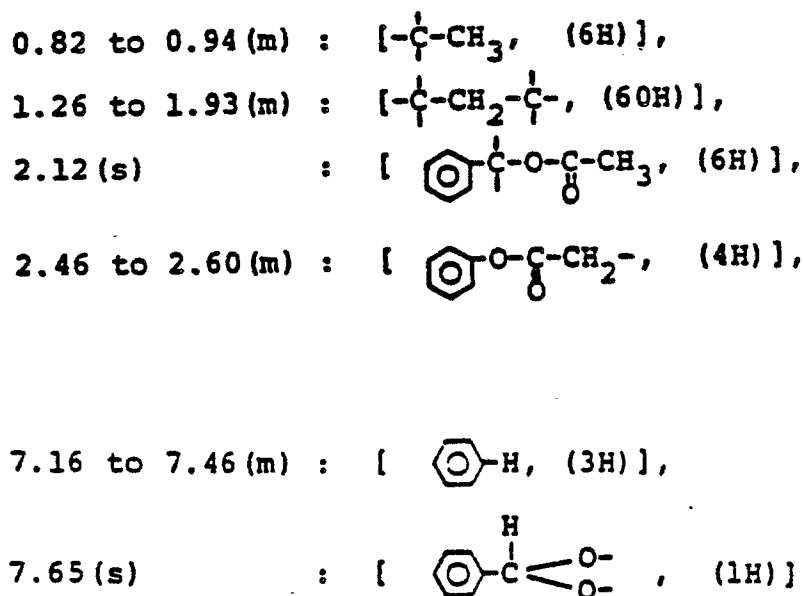 0.82 to 0.94(m) : [-C-CH3, (6H)],
1.26 to 1.93(m) : [-C-CH2-C-, (60H)],
2.12(s) : [ C-O-C-CH3, (6H)],
O
2.46 to 2.60(m) : [ O-C-CH2-, (4H)],
O
7.16 to 7.46(m) : [ H, (3H)],
H
7.65(s) : [ C O- O- , (1H)]